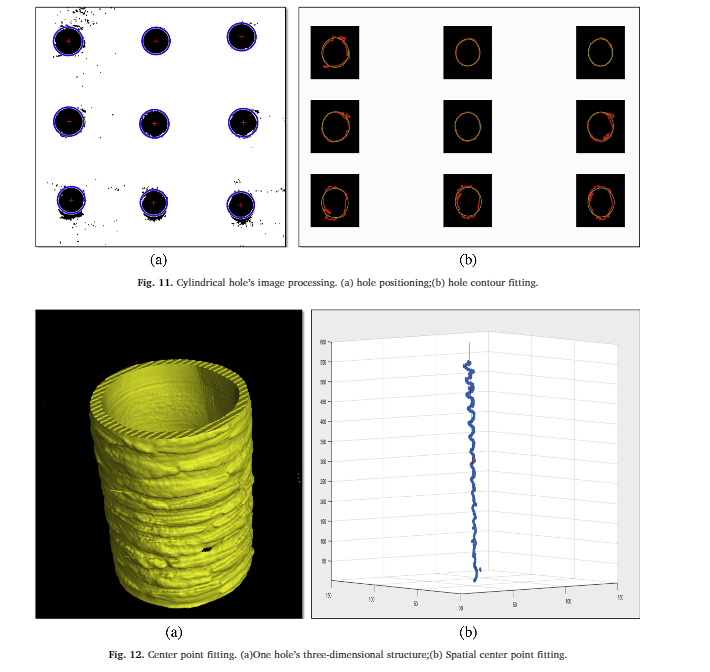 (a)
(b)
Fig. 11. Cylindrical hole's image processing. (a) hole positioning;(b) hole contour fitting.
(a)
(b)
Fig. 12. Center point fitting. (a)One hole's three-dimensional structure;(b) Spatial center point fitting.